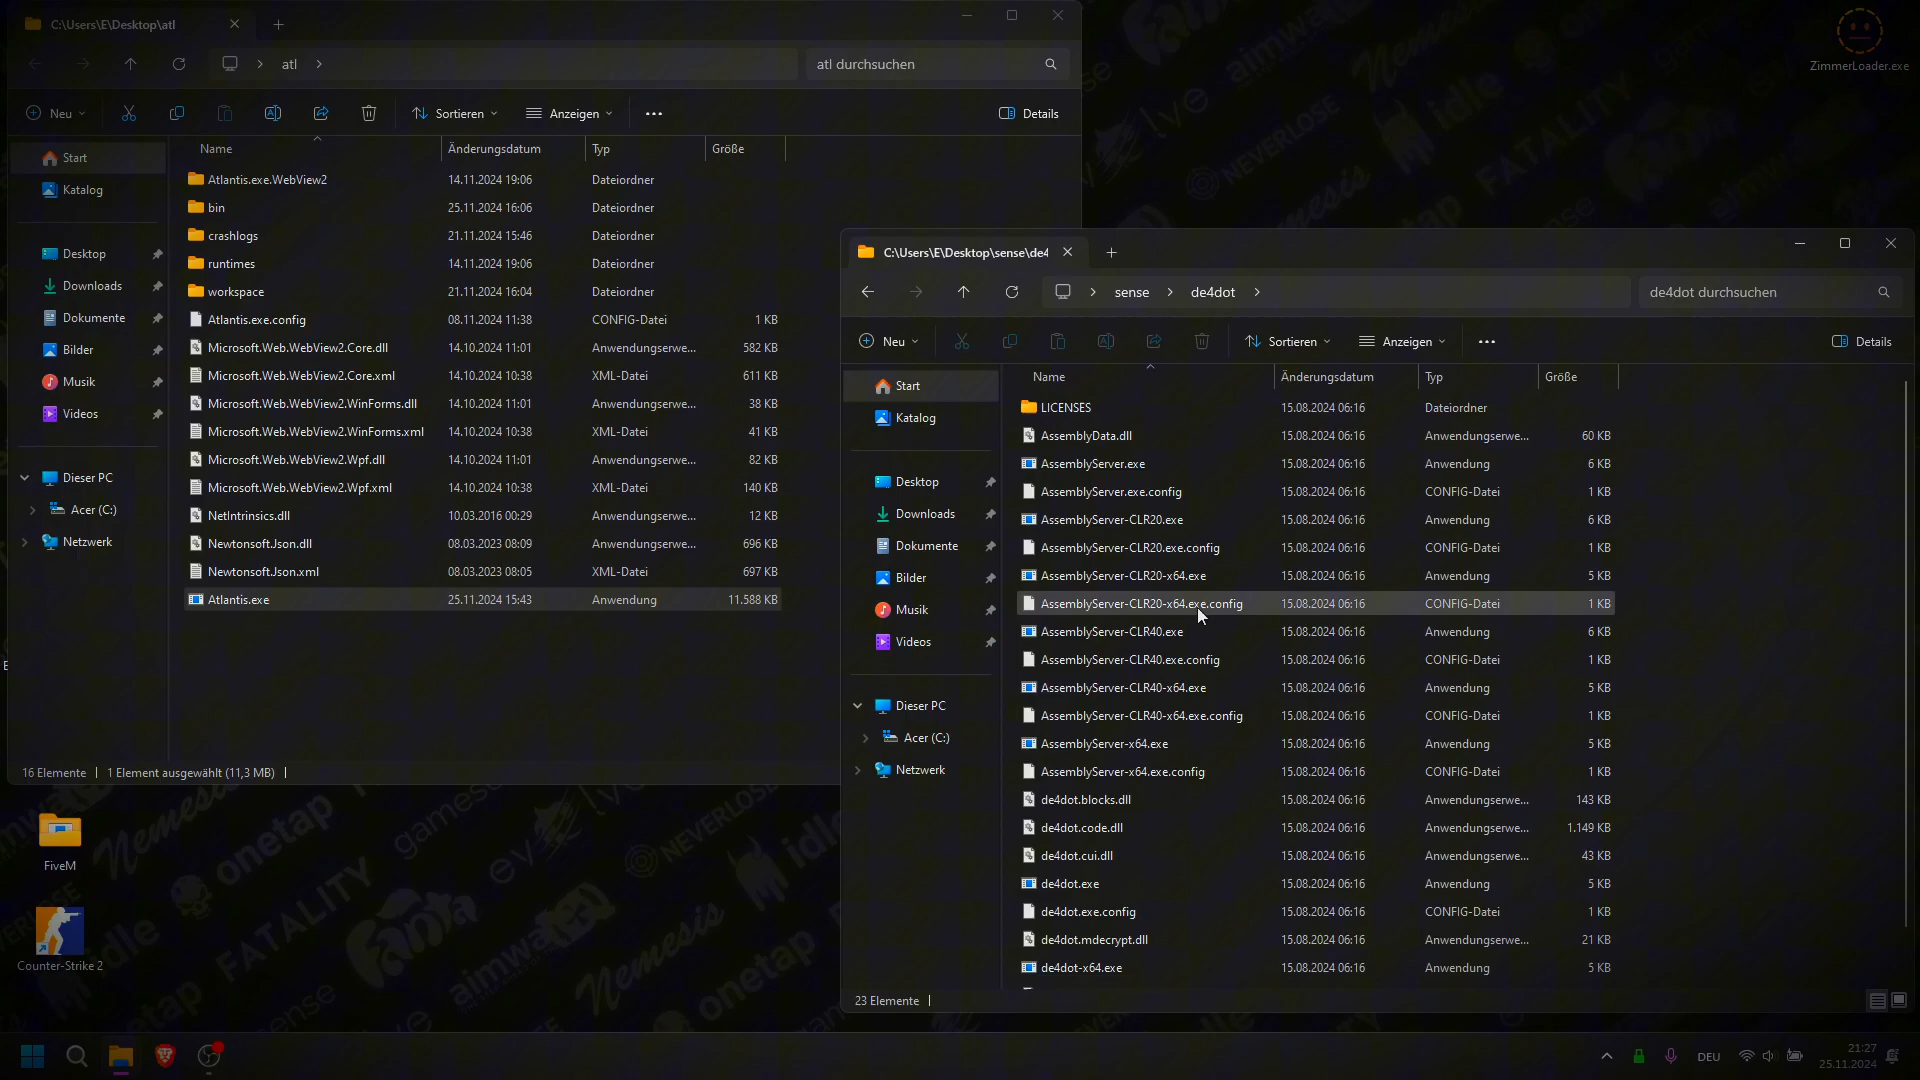 C:\Users\E\Desktop\atl
atl
atl durchsuchen
Neu
Sortieren
Anzeigen
Details
Start
Katalog
Desktop
Downloads
Dokumente
Bilder
Musik
Videos
Dieser PC
Acer (C:)
Netzwerk
Name Änderungsdatum Typ Größe
Atlantis.exe.WebView2 14.11.2024 19:06 Dateiordner
bin 25.11.2024 16:06 Dateiordner
crashlogs 21.11.2024 15:46 Dateiordner
runtimes 14.11.2024 19:06 Dateiordner
workspace 21.11.2024 16:04 Dateiordner
Atlantis.exe.config 08.11.2024 11:38 CONFIG-Datei 1 KB
Microsoft.Web.WebView2.Core.dll 14.10.2024 11:01 Anwendungserwe... 582 KB
Microsoft.Web.WebView2.Core.xml 14.10.2024 10:38 XML-Datei 611 KB
Microsoft.Web.WebView2.WinForms.dll 14.10.2024 11:01 Anwendungserwe... 38 KB
Microsoft.Web.WebView2.WinForms.xml 14.10.2024 10:38 XML-Datei 41 KB
Microsoft.Web.WebView2.Wpf.dll 14.10.2024 11:01 Anwendungserwe... 82 KB
Microsoft.Web.WebView2.Wpf.xml 14.10.2024 10:38 XML-Datei 140 KB
NetIntrinsics.dll 10.03.2016 00:29 Anwendungserwe... 12 KB
Newtonsoft.Json.dll 08.03.2023 08:09 Anwendungserwe... 696 KB
Newtonsoft.Json.xml 08.03.2023 08:05 XML-Datei 697 KB
Atlantis.exe 25.11.2024 15:43 Anwendung 11.588 KB
16 Elemente 1 Element ausgewählt (11,3 MB)
ZimmerLoader.exe
C:\Users\E\Desktop\sense\de4
sense
de4dot
de4dot durchsuchen
Neu
Sortieren
Anzeigen
Details
Start
Katalog
Desktop
Downloads
Dokumente
Bilder
Musik
Videos
Dieser PC
Acer (C:)
Netzwerk
Name Änderungsdatum Typ Größe
LICENSES 15.08.2024 06:16 Dateiordner
AssemblyData.dll 15.08.2024 06:16 Anwendungserwe... 60 KB
AssemblyServer.exe 15.08.2024 06:16 Anwendung 6 KB
AssemblyServer.exe.config 15.08.2024 06:16 CONFIG-Datei 1 KB
AssemblyServer-CLR20.exe 15.08.2024 06:16 Anwendung 6 KB
AssemblyServer-CLR20.exe.config 15.08.2024 06:16 CONFIG-Datei 1 KB
AssemblyServer-CLR20-x64.exe 15.08.2024 06:16 Anwendung 5 KB
AssemblyServer-CLR20-x64.exe.config 15.08.2024 06:16 CONFIG-Datei 1 KB
AssemblyServer-CLR40.exe 15.08.2024 06:16 Anwendung 6 KB
AssemblyServer-CLR40.exe.config 15.08.2024 06:16 CONFIG-Datei 1 KB
AssemblyServer-CLR40-x64.exe 15.08.2024 06:16 Anwendung 5 KB
AssemblyServer-CLR40-x64.exe.config 15.08.2024 06:16 CONFIG-Datei 1 KB
AssemblyServer-x64.exe 15.08.2024 06:16 Anwendung 5 KB
AssemblyServer-x64.exe.config 15.08.2024 06:16 CONFIG-Datei 1 KB
de4dot.blocks.dll 15.08.2024 06:16 Anwendungserwe... 143 KB
de4dot.code.dll 15.08.2024 06:16 Anwendungserwe... 1.149 KB
de4dot.cui.dll 15.08.2024 06:16 Anwendungserwe... 43 KB
de4dot.exe 15.08.2024 06:16 Anwendung 5 KB
de4dot.exe.config 15.08.2024 06:16 CONFIG-Datei 1 KB
de4dot.mdecrypt.dll 15.08.2024 06:16 Anwendungserwe... 21 KB
de4dot-x64.exe 15.08.2024 06:16 Anwendung 5 KB
23 Elemente
FiveM
Counter-Strike 2
aimware
Nemesis
NEVERLOSE
idle
FATALITY
onetap
gamese
Nemesis
onetap
NEVERLOSE
idle
FATALITY
fanta
aimware
Nemesis
onetap
DEU
21:27
25.11.2024